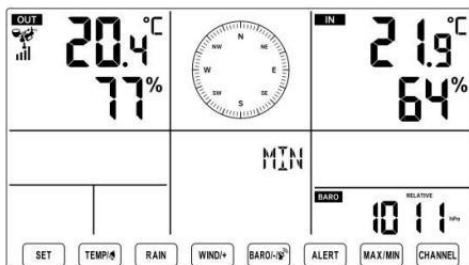 OUT
20.4°C
77%
N
NW NE
W E
SW SE
S
IN
21.9°C
64%
MIN
BARO RELATIVE
1011 hPa
SET TEMP/ RAIN WIND/+ BARO/-/ ALERT MAX/MIN CHANNEL